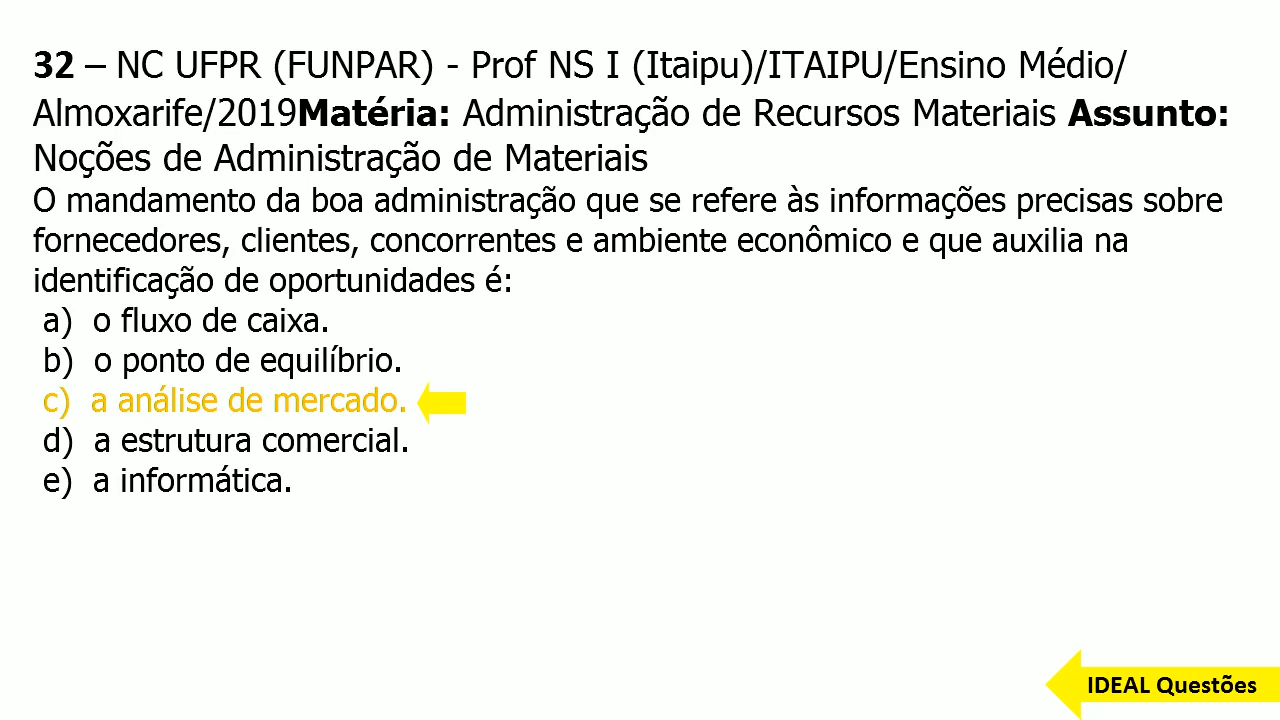 32 – NC UFPR (FUNPAR) - Prof NS I (Itaipu)/ITAIPU/Ensino Médio/
Almoxarife/2019Matéria: Administração de Recursos Materiais Assunto:
Noções de Administração de Materiais
O mandamento da boa administração que se refere às informações precisas sobre
fornecedores, clientes, concorrentes e ambiente econômico e que auxilia na
identificação de oportunidades é:
a) o fluxo de caixa.
b) o ponto de equilíbrio.
c) a análise de mercado.
d) a estrutura comercial.
e) a informática.
IDEAL Questões